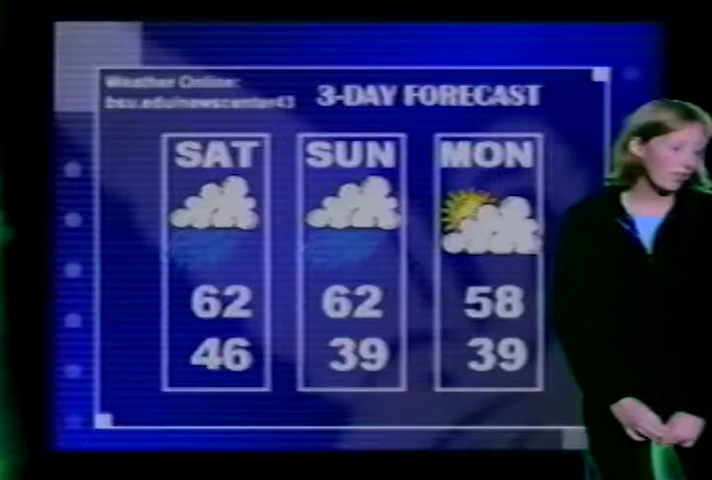 Weather Online:
bsu.edu/newscenter43
3-DAY FORECAST
SAT SUN MON
62 62 58
46 39 39